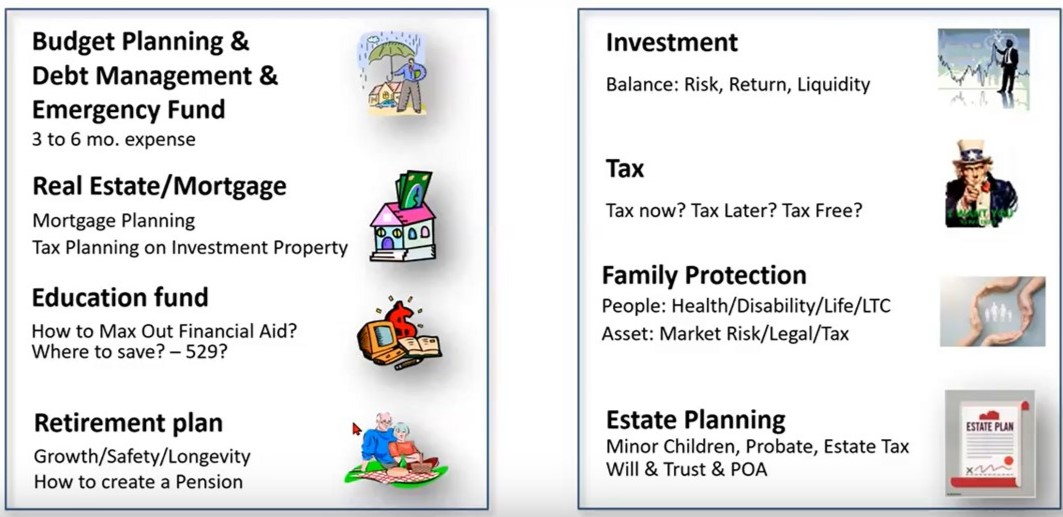 Budget Planning &
Debt Management &
Emergency Fund
3 to 6 mo. expense
Real Estate/Mortgage
Mortgage Planning
Tax Planning on Investment Property
Education fund
How to Max Out Financial Aid?
Where to save? – 529?
Retirement plan
Growth/Safety/Longevity
How to create a Pension
Investment
Balance: Risk, Return, Liquidity
Tax
Tax now? Tax Later? Tax Free?
I WANT YOU
Family Protection
People: Health/Disability/Life/LTC
Asset: Market Risk/Legal/Tax
Estate Planning
Minor Children, Probate, Estate Tax
Will & Trust & POA
ESTATE PLAN